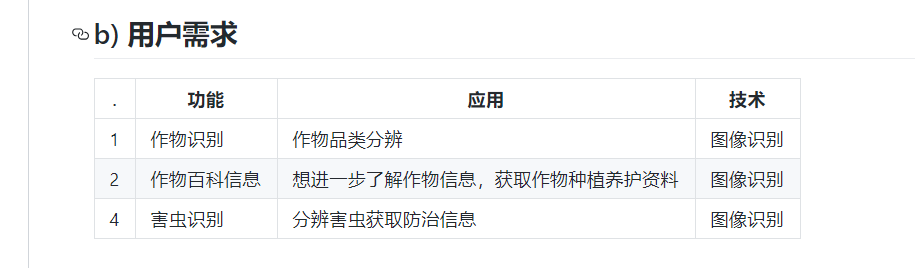 b) 用户需求
. 功能 应用 技术
1 作物识别 作物品类分辨 图像识别
2 作物百科信息 想进一步了解作物信息，获取作物种植养护资料 图像识别
4 害虫识别 分辨害虫获取防治信息 图像识别